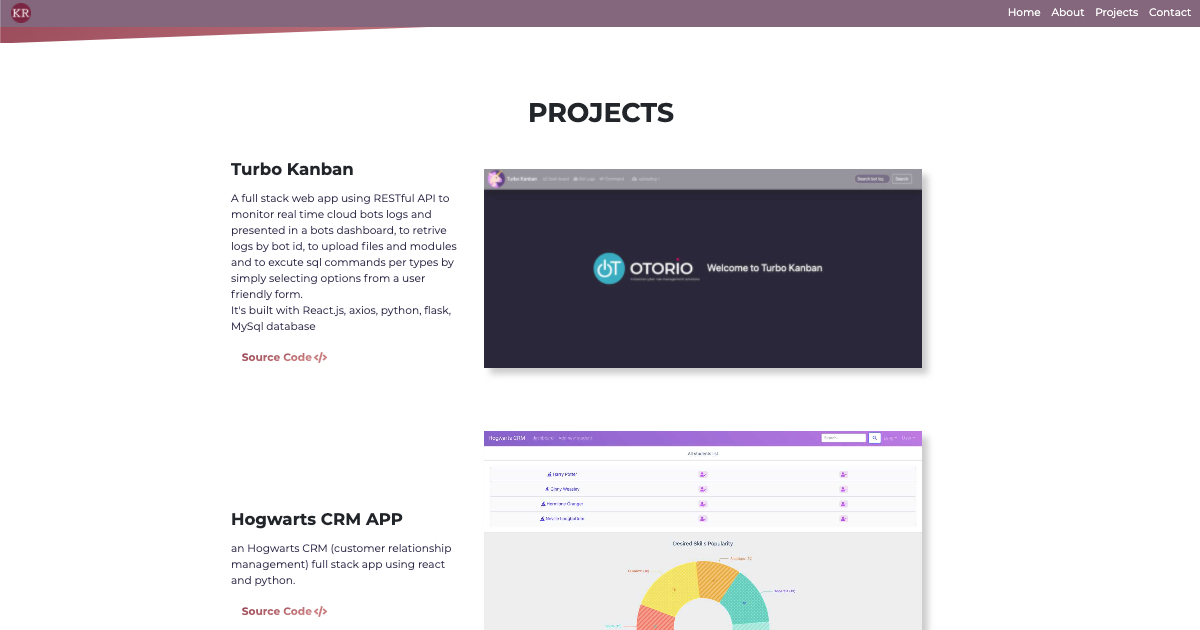 KR
Home About Projects Contact
PROJECTS
Turbo Kanban
A full stack web app using RESTful API to
monitor real time cloud bots logs and
presented in a bots dashboard, to retrive
logs by bot id, to upload files and modules
and to excute sql commands per types by
simply selecting options from a user
friendly form.
It's built with React.js, axios, python, flask,
MySql database
Source Code </>
Turbo Kanban
Search
OTORIO
Welcome to Turbo Kanban
Hogwarts CRM APP
an Hogwarts CRM (customer relationship
management) full stack app using react
and python.
Source Code </>
Hogwarts CRM
All students list
Harry Potter
Ginny Weasley
Hermione Granger
Desired Skills Popularity